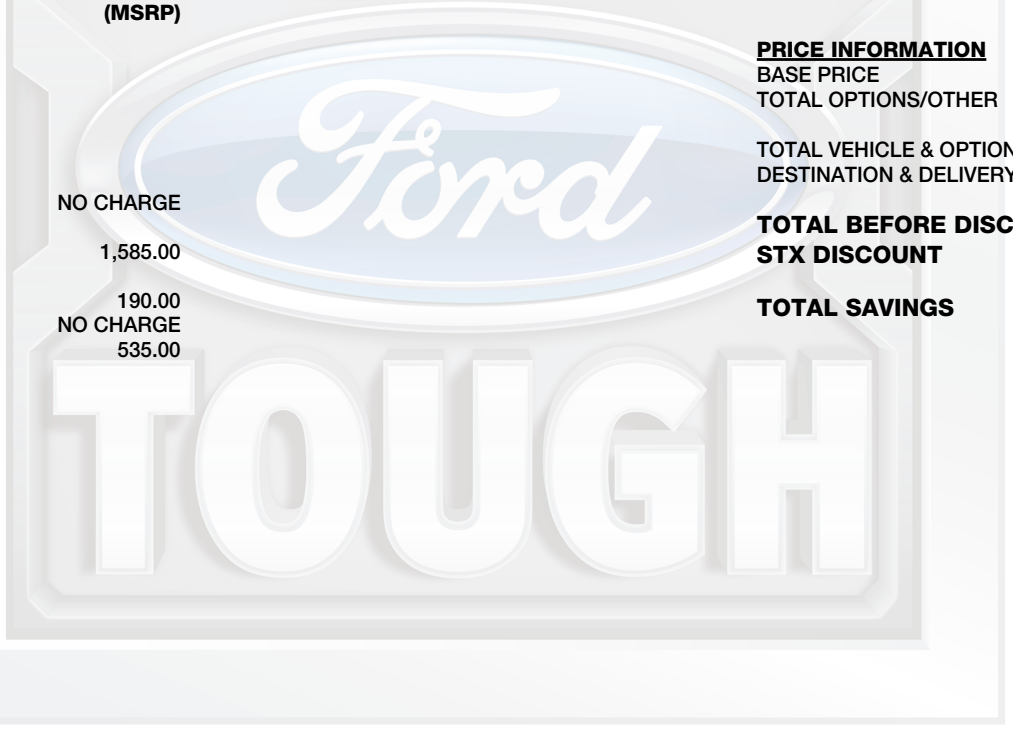 (MSRP)
NO CHARGE
1,585.00
190.00
NO CHARGE
535.00
PRICE INFORMATION
BASE PRICE
TOTAL OPTIONS/OTHER
TOTAL VEHICLE & OPTION
DESTINATION & DELIVERY
TOTAL BEFORE DISC
STX DISCOUNT
TOTAL SAVINGS
Ford
TOUGH